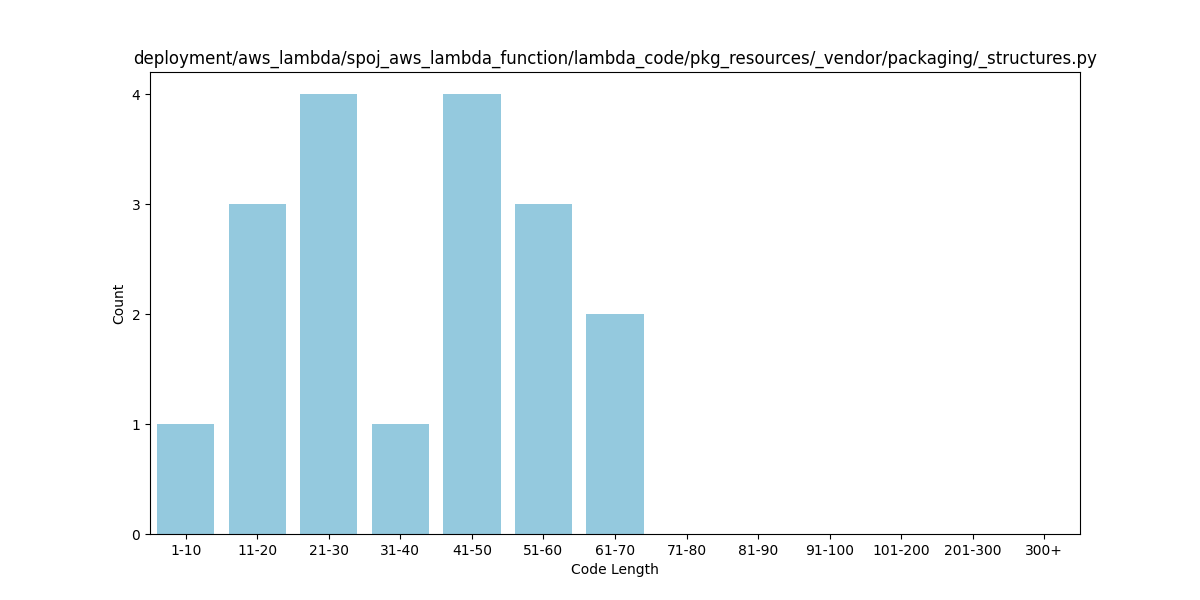 deployment/aws_lambda/spoj_aws_lambda_function/lambda_code/pkg_resources/_vendor/packaging/_structures.py
4
3
2
1
0
Count
1-10 11-20 21-30 31-40 41-50 51-60 61-70 71-80 81-90 91-100 101-200 201-300 300+
Code Length